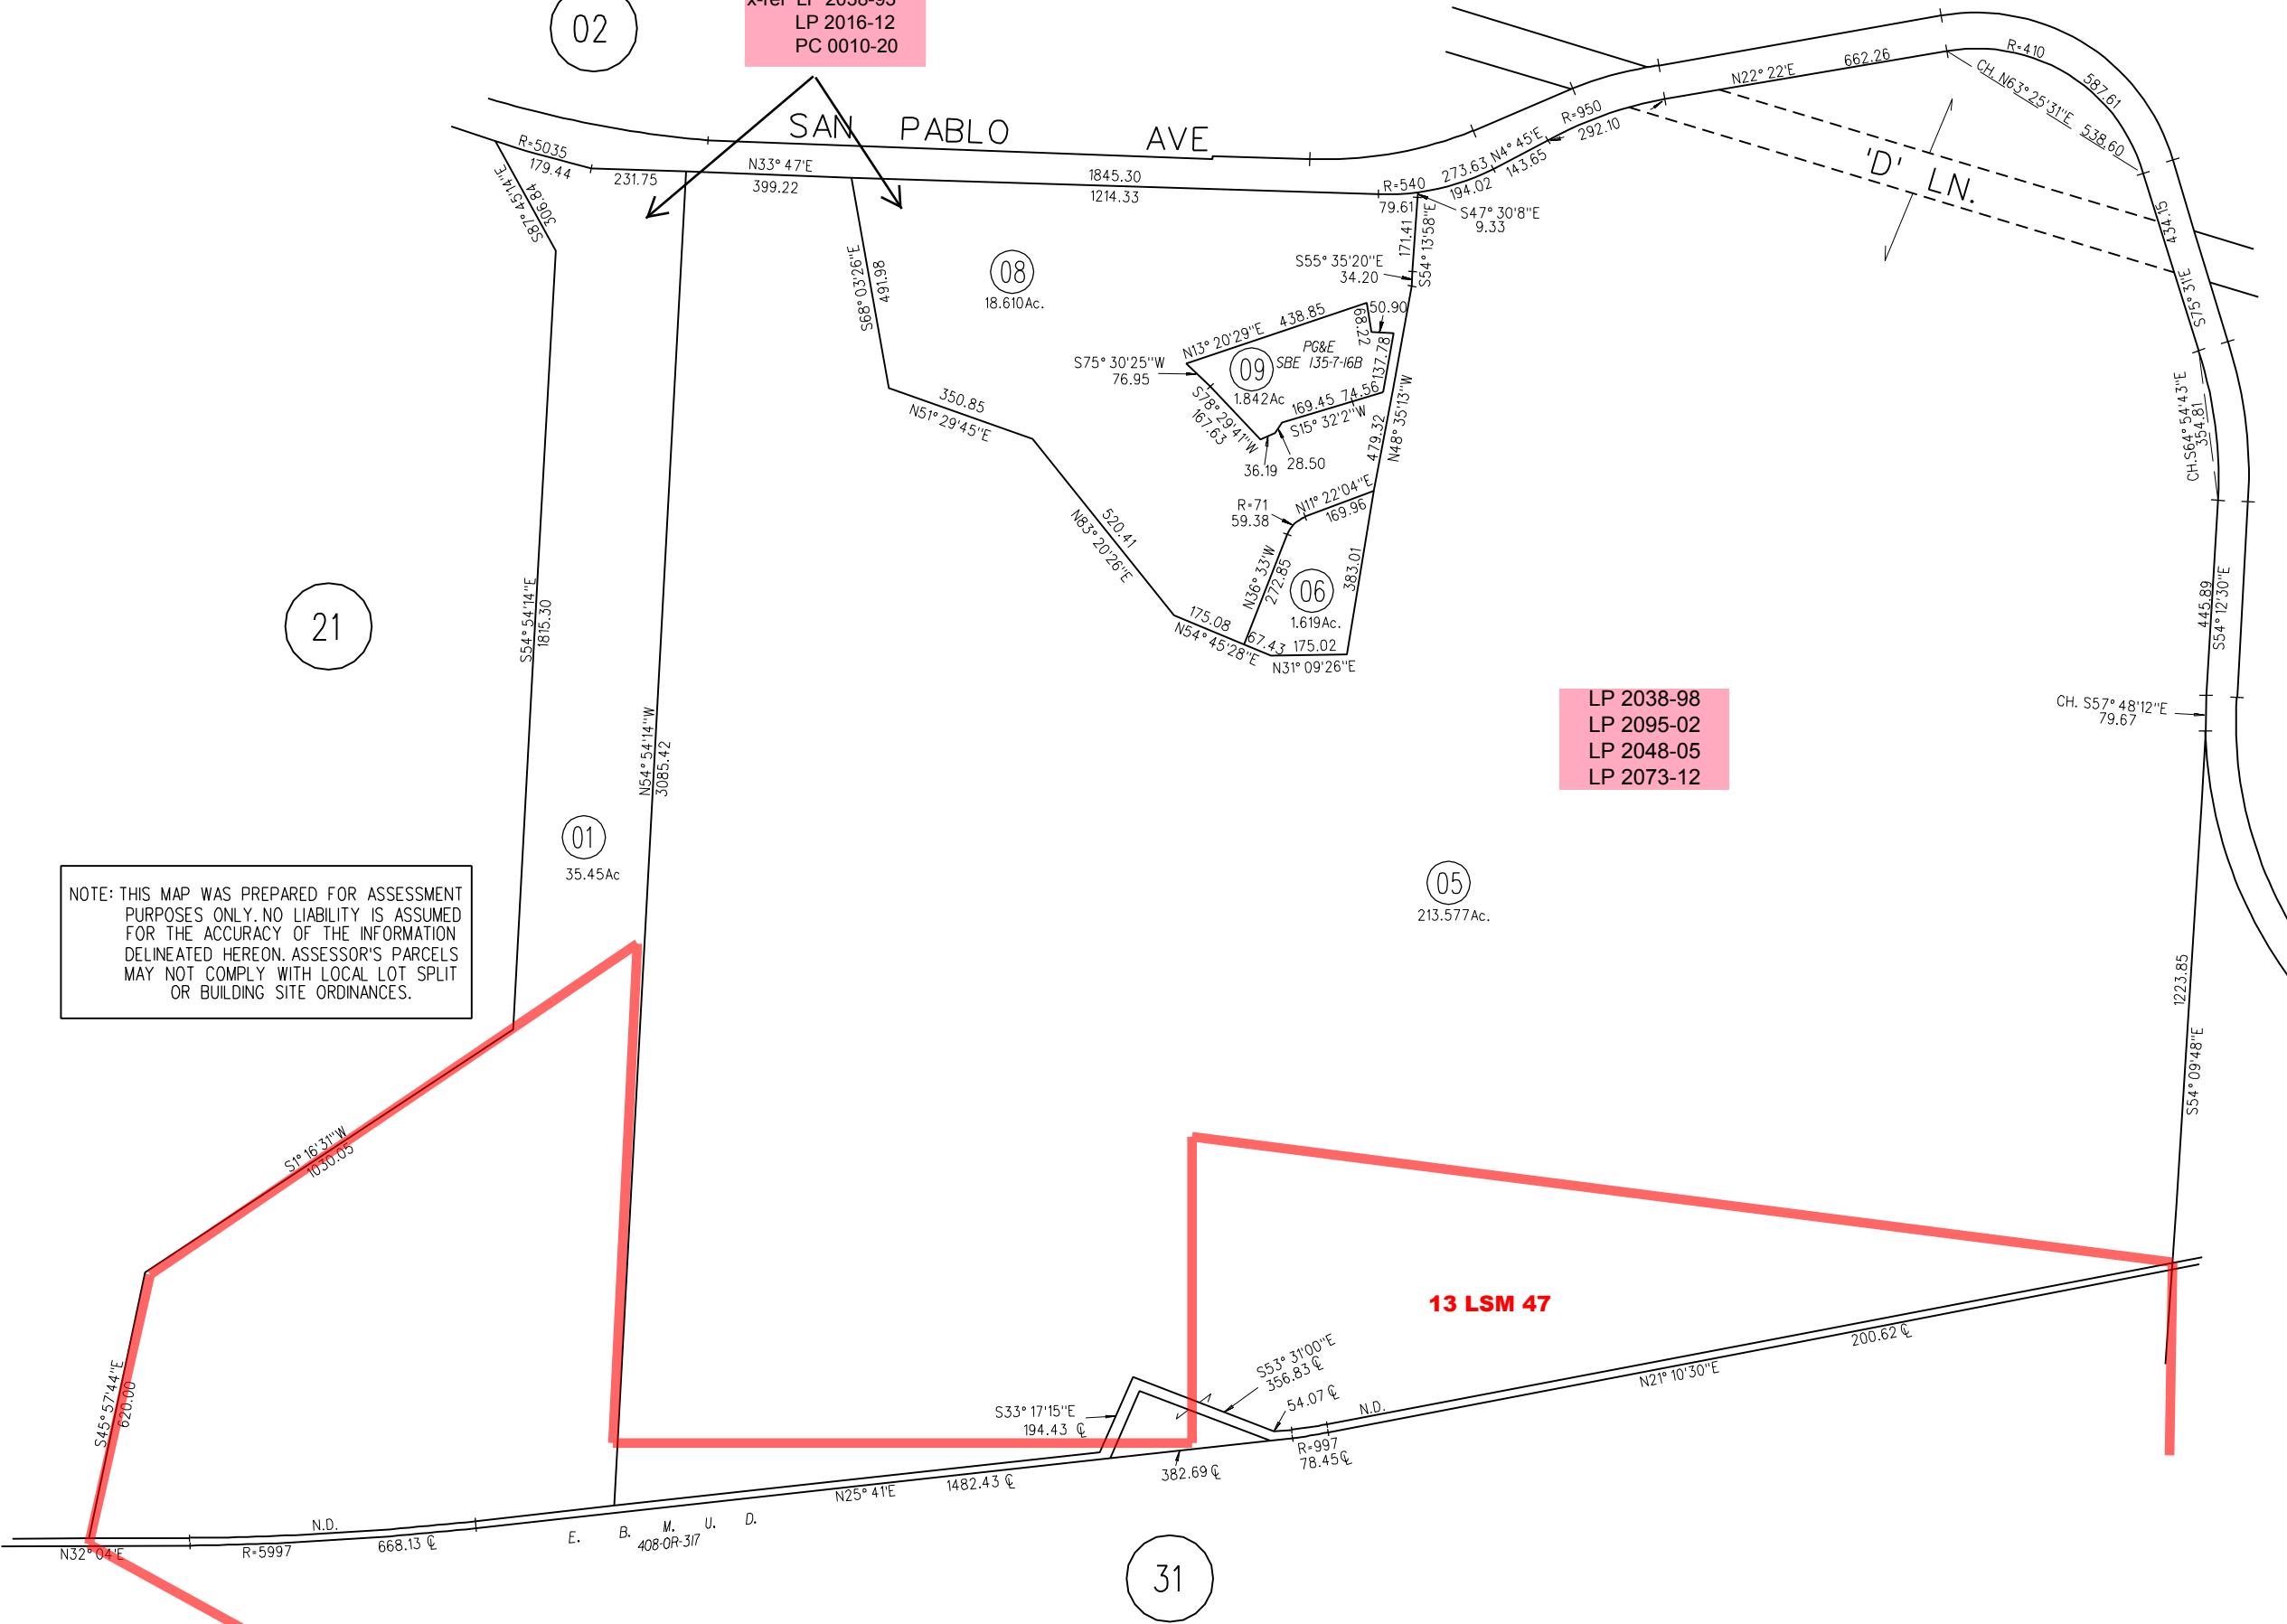 02
x-ref LP 2038-93
LP 2016-12
PC 0010-20
SAN PABLO AVE
R=5035
179.44
231.75
N33° 47'E
399.22
1845.30
1214.33
R=540
79.61
273.63
194.02
N4° 45'E
143.65
R=950
292.10
N22° 22'E
662.26
R=410
587.61
CH. N63° 25'31"E 538.60
'D' LN.
434.15
S75° 31'E
S87° 45'14"E
306.84
S47° 30'8"E
9.33
171.41
S54° 13'58"E
S55° 35'20"E
34.20
S68° 03'26"E
491.98
08
18.610Ac.
N13° 20'29"E 438.85
68.22
50.90
PG&E
SBE 135-7-16B
09
1.842Ac
137.78
S75° 30'25"W
76.95
S78° 29'41"W
167.63
169.45 74.56
S15° 32'2"W
36.19
28.50
479.32
N48° 35'13"W
350.85
N51° 29'45"E
CH.S64° 54'43"E
354.81
R=71
59.38
N11° 22'04"E
169.96
520.41
N83° 20'26"E
N36° 33'W
272.85
383.01
06
1.619Ac.
175.08
N54° 45'28"E
67.43
175.02
N31° 09'26"E
21
S54° 54'14"E
1815.30
445.89
S54° 12'30"E
N54° 54'14"W
3085.42
LP 2038-98
LP 2095-02
LP 2048-05
LP 2073-12
CH. S57° 48'12"E
79.67
01
35.45Ac
05
213.577Ac.
NOTE: THIS MAP WAS PREPARED FOR ASSESSMENT
PURPOSES ONLY. NO LIABILITY IS ASSUMED
FOR THE ACCURACY OF THE INFORMATION
DELINEATED HEREON. ASSESSOR'S PARCELS
MAY NOT COMPLY WITH LOCAL LOT SPLIT
OR BUILDING SITE ORDINANCES.
1223.85
S54° 09'48"E
S1° 16'31"W
1030.05
13 LSM 47
S45° 57'44"E
620.00
S53° 31'00"E
356.83 ℄
54.07 ℄
S33° 17'15"E
194.43 ℄
N.D.
200.62 ℄
N21° 10'30"E
R=997
78.45℄
382.69 ℄
N25° 41'E
1482.43 ℄
N.D.
E. B. M. U. D.
408-OR-317
N32° 04'E
R=5997
668.13 ℄
31